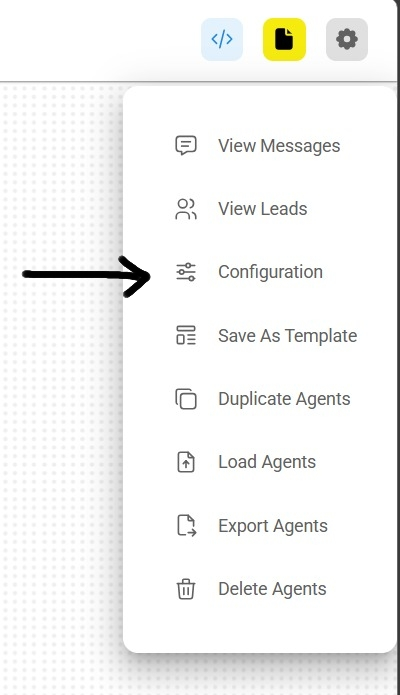 View Messages
View Leads
Configuration
Save As Template
Duplicate Agents
Load Agents
Export Agents
Delete Agents